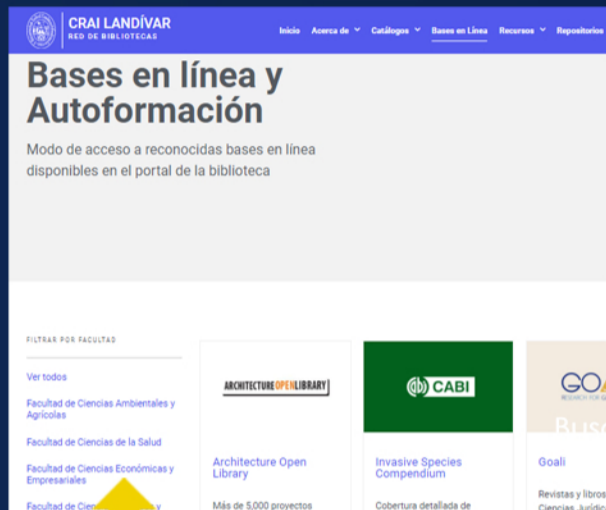 CRAI LANDÍVAR
RED DE BIBLIOTECAS
Inicio Acerca de Catálogos Bases en Línea Recursos Repositorios
Bases en línea y
Autoformación
Modo de acceso a reconocidas bases en línea
disponibles en el portal de la biblioteca
FILTRAR POR FACULTAD
Ver todos
Facultad de Ciencias Ambientales y
Agrícolas
Facultad de Ciencias de la Salud
Facultad de Ciencias Económicas y
Empresariales
Facultad de y
ARCHITECTUREOPENLIBRARY
Architecture Open
Library
Más de 5,000 proyectos
CABI
Invasive Species
Compendium
Cobertura detallada de
Goali
Revistas y libros